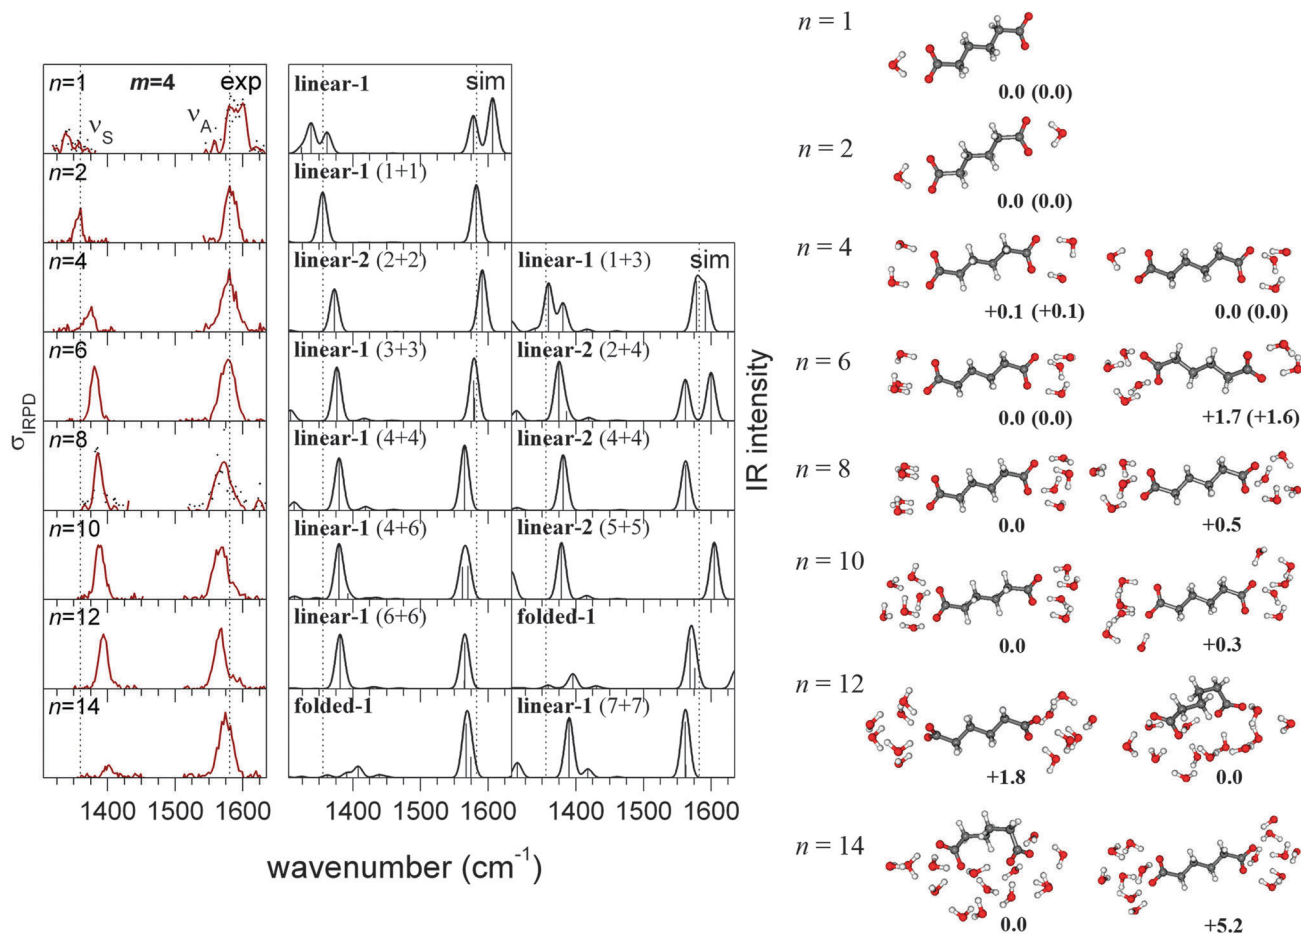 n=1 m=4 exp
νS νA
n=2
n=4
n=6
n=8
n=10
n=12
n=14
σIRPD
1400 1500 1600
linear-1 sim
linear-1 (1+1)
linear-2 (2+2) linear-1 (1+3)
sim
linear-1 (3+3) linear-2 (2+4)
linear-1 (4+4) linear-2 (4+4)
linear-1 (4+6) linear-2 (5+5)
linear-1 (6+6) folded-1
folded-1 linear-1 (7+7)
1400 1500 1600 1400 1500 1600
wavenumber (cm-1)
IR intensity
n = 1
0.0 (0.0)
n = 2
0.0 (0.0)
n = 4
+0.1 (+0.1) 0.0 (0.0)
n = 6
0.0 (0.0) +1.7 (+1.6)
n = 8
0.0 +0.5
n = 10
0.0 +0.3
n = 12
+1.8 0.0
n = 14
0.0 +5.2